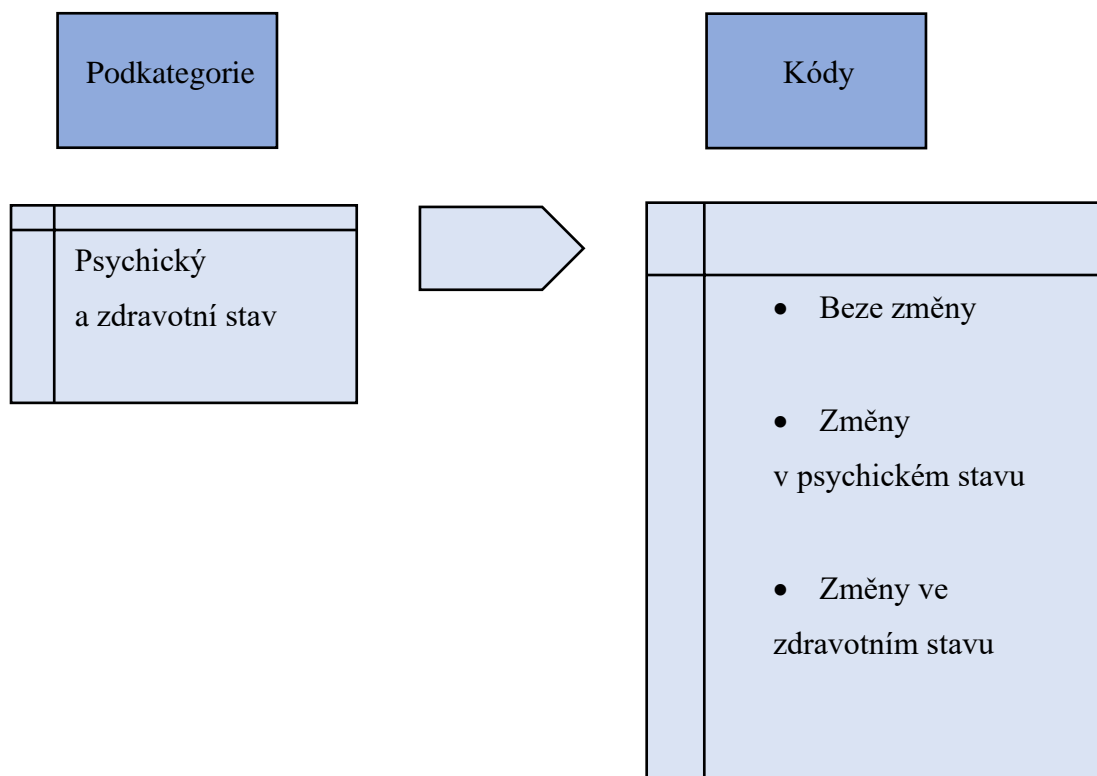 Podkategorie
Kódy
Psychický
a zdravotní stav
• Beze změny
• Změny
v psychickém stavu
• Změny ve
zdravotním stavu